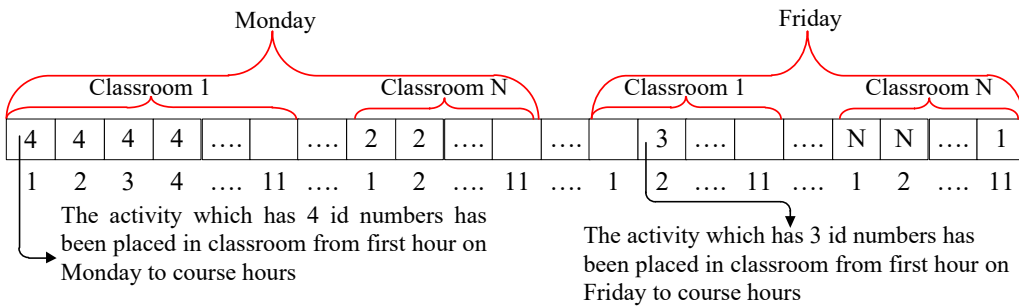 Monday Friday
Classroom 1 Classroom N Classroom 1 Classroom N
4 4 4 4 …. …. 2 2 …. …. 3 …. …. N N …. 1
1 2 3 4 …. 11 …. 1 2 …. 11 …. 1 2 …. 11 …. 1 2 …. 11
The activity which has 4 id numbers has
been placed in classroom from first hour on
Monday to course hours
The activity which has 3 id numbers has
been placed in classroom from first hour on
Friday to course hours